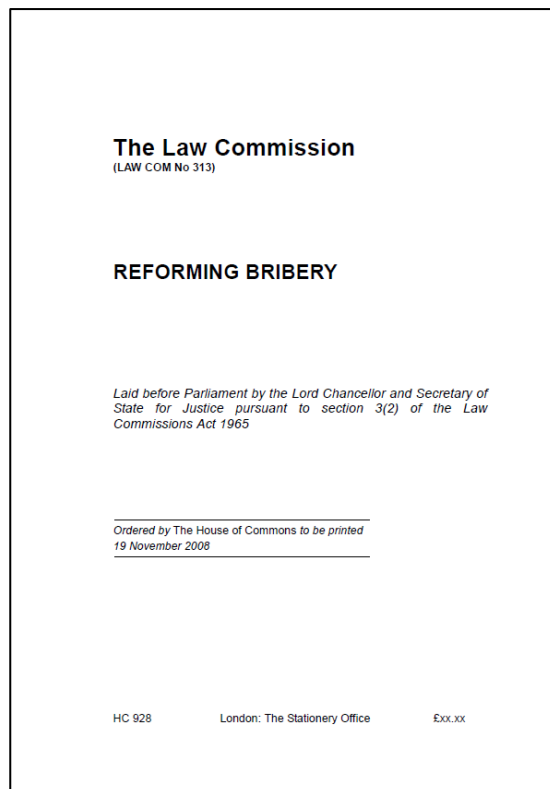 The Law Commission
(LAW COM No 313)
REFORMING BRIBERY
Laid before Parliament by the Lord Chancellor and Secretary of
State for Justice pursuant to section 3(2) of the Law
Commissions Act 1965
Ordered by The House of Commons to be printed
19 November 2008
HC 928 London: The Stationery Office £xx.xx